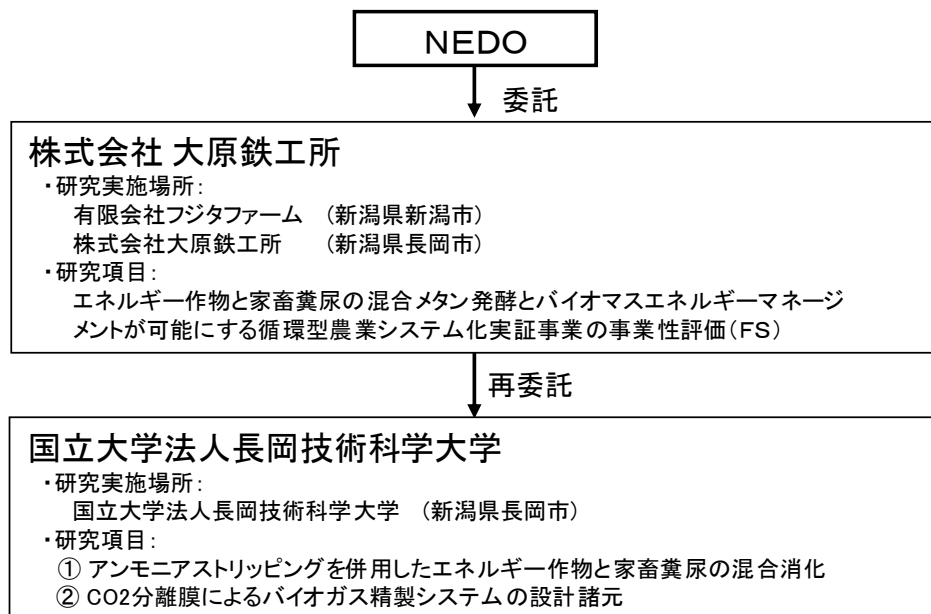 NEDO
委託
株式会社 大原鉄工所
・研究実施場所：
有限会社フジタファーム （新潟県新潟市）
株式会社大原鉄工所 （新潟県長岡市）
・研究項目：
エネルギー作物と家畜糞尿の混合メタン発酵とバイオマスエネルギーマネージ
メントが可能にする循環型農業システム化実証事業の事業性評価（FS）
再委託
国立大学法人長岡技術科学大学
・研究実施場所：
国立大学法人長岡技術科学大学 （新潟県長岡市）
・研究項目：
① アンモニアストリッピングを併用したエネルギー作物と家畜糞尿の混合消化
② CO2分離膜によるバイオガス精製システムの設計諸元